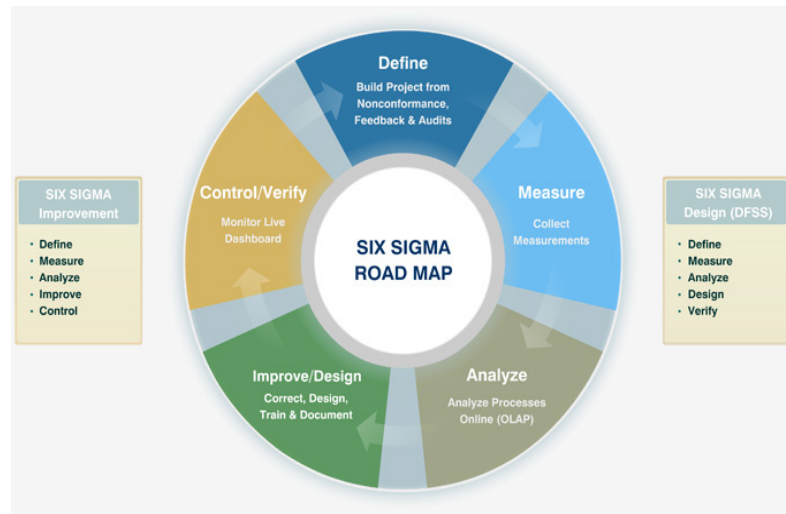 Define
Build Project from
Nonconformance,
Feedback & Audits
Control/Verify
Monitor Live
Dashboard
Measure
Collect
Measurements
SIX SIGMA
ROAD MAP
Improve/Design
Correct, Design,
Train & Document
Analyze
Analyze Processes
Online (OLAP)
SIX SIGMA
Improvement
• Define
• Measure
• Analyze
• Improve
• Control
SIX SIGMA
Design (DFSS)
• Define
• Measure
• Analyze
• Design
• Verify